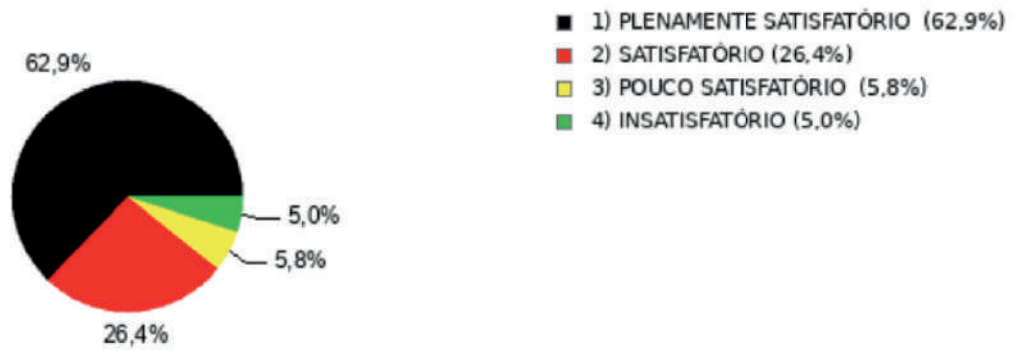 1) PLENAMENTE SATISFATÓRIO (62,9%)
2) SATISFATÓRIO (26,4%)
3) POUCO SATISFATÓRIO (5,8%)
4) INSATISFATÓRIO (5,0%)
62,9%
5,0%
5,8%
26,4%